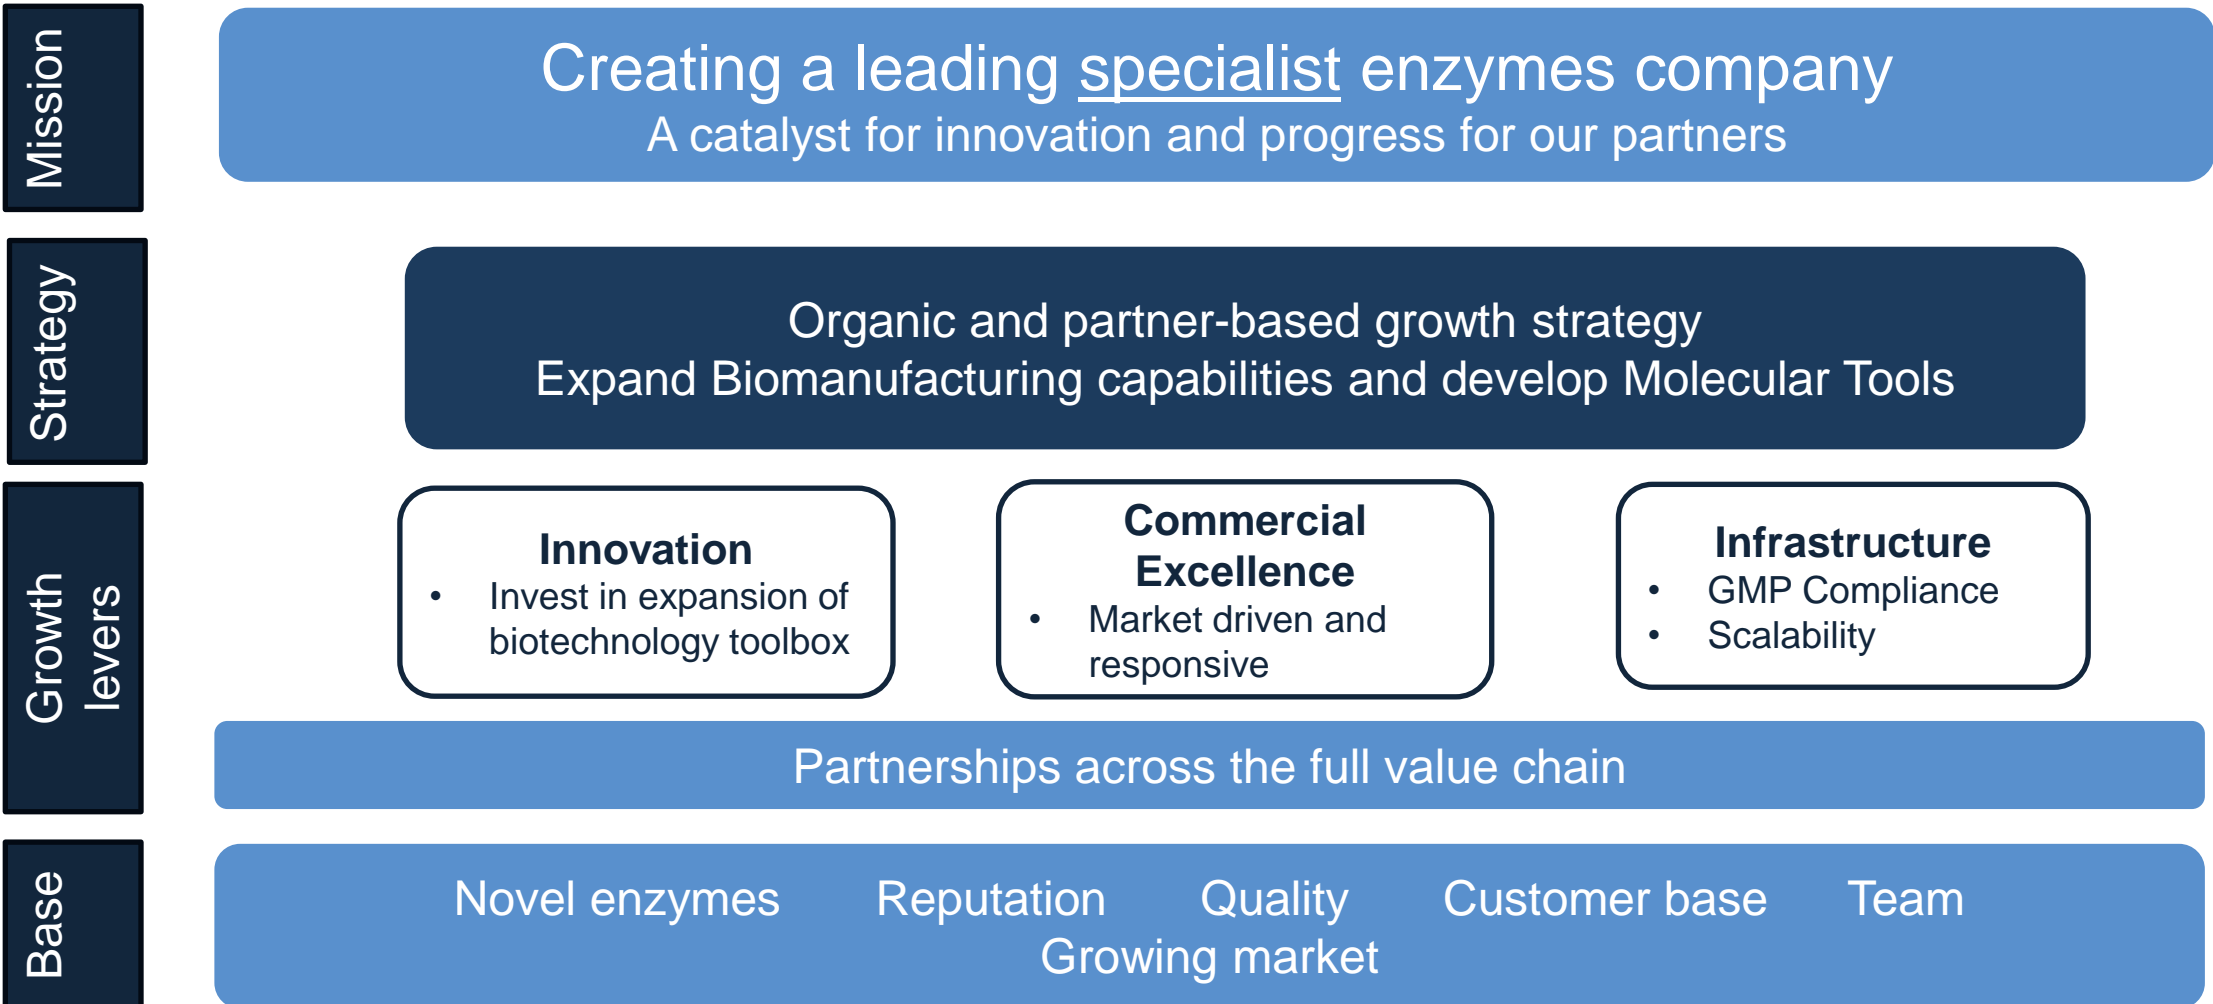 Mission
Creating a leading specialist enzymes company
A catalyst for innovation and progress for our partners
Strategy
Organic and partner-based growth strategy
Expand Biomanufacturing capabilities and develop Molecular Tools
Growth
levers
Innovation
• Invest in expansion of
biotechnology toolbox
Commercial
Excellence
• Market driven and
responsive
Infrastructure
• GMP Compliance
• Scalability
Partnerships across the full value chain
Base
Novel enzymes Reputation Quality Customer base Team
Growing market